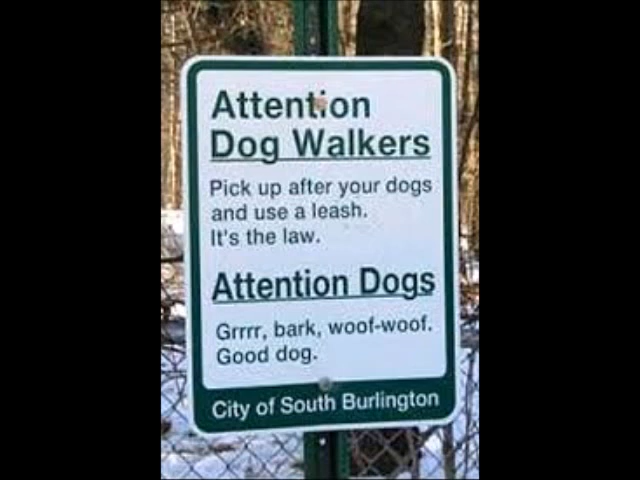 Attention
Dog Walkers
Pick up after your dogs
and use a leash.
It's the law.
Attention Dogs
Grrrr, bark, woof-woof.
Good dog.
City of South Burlington